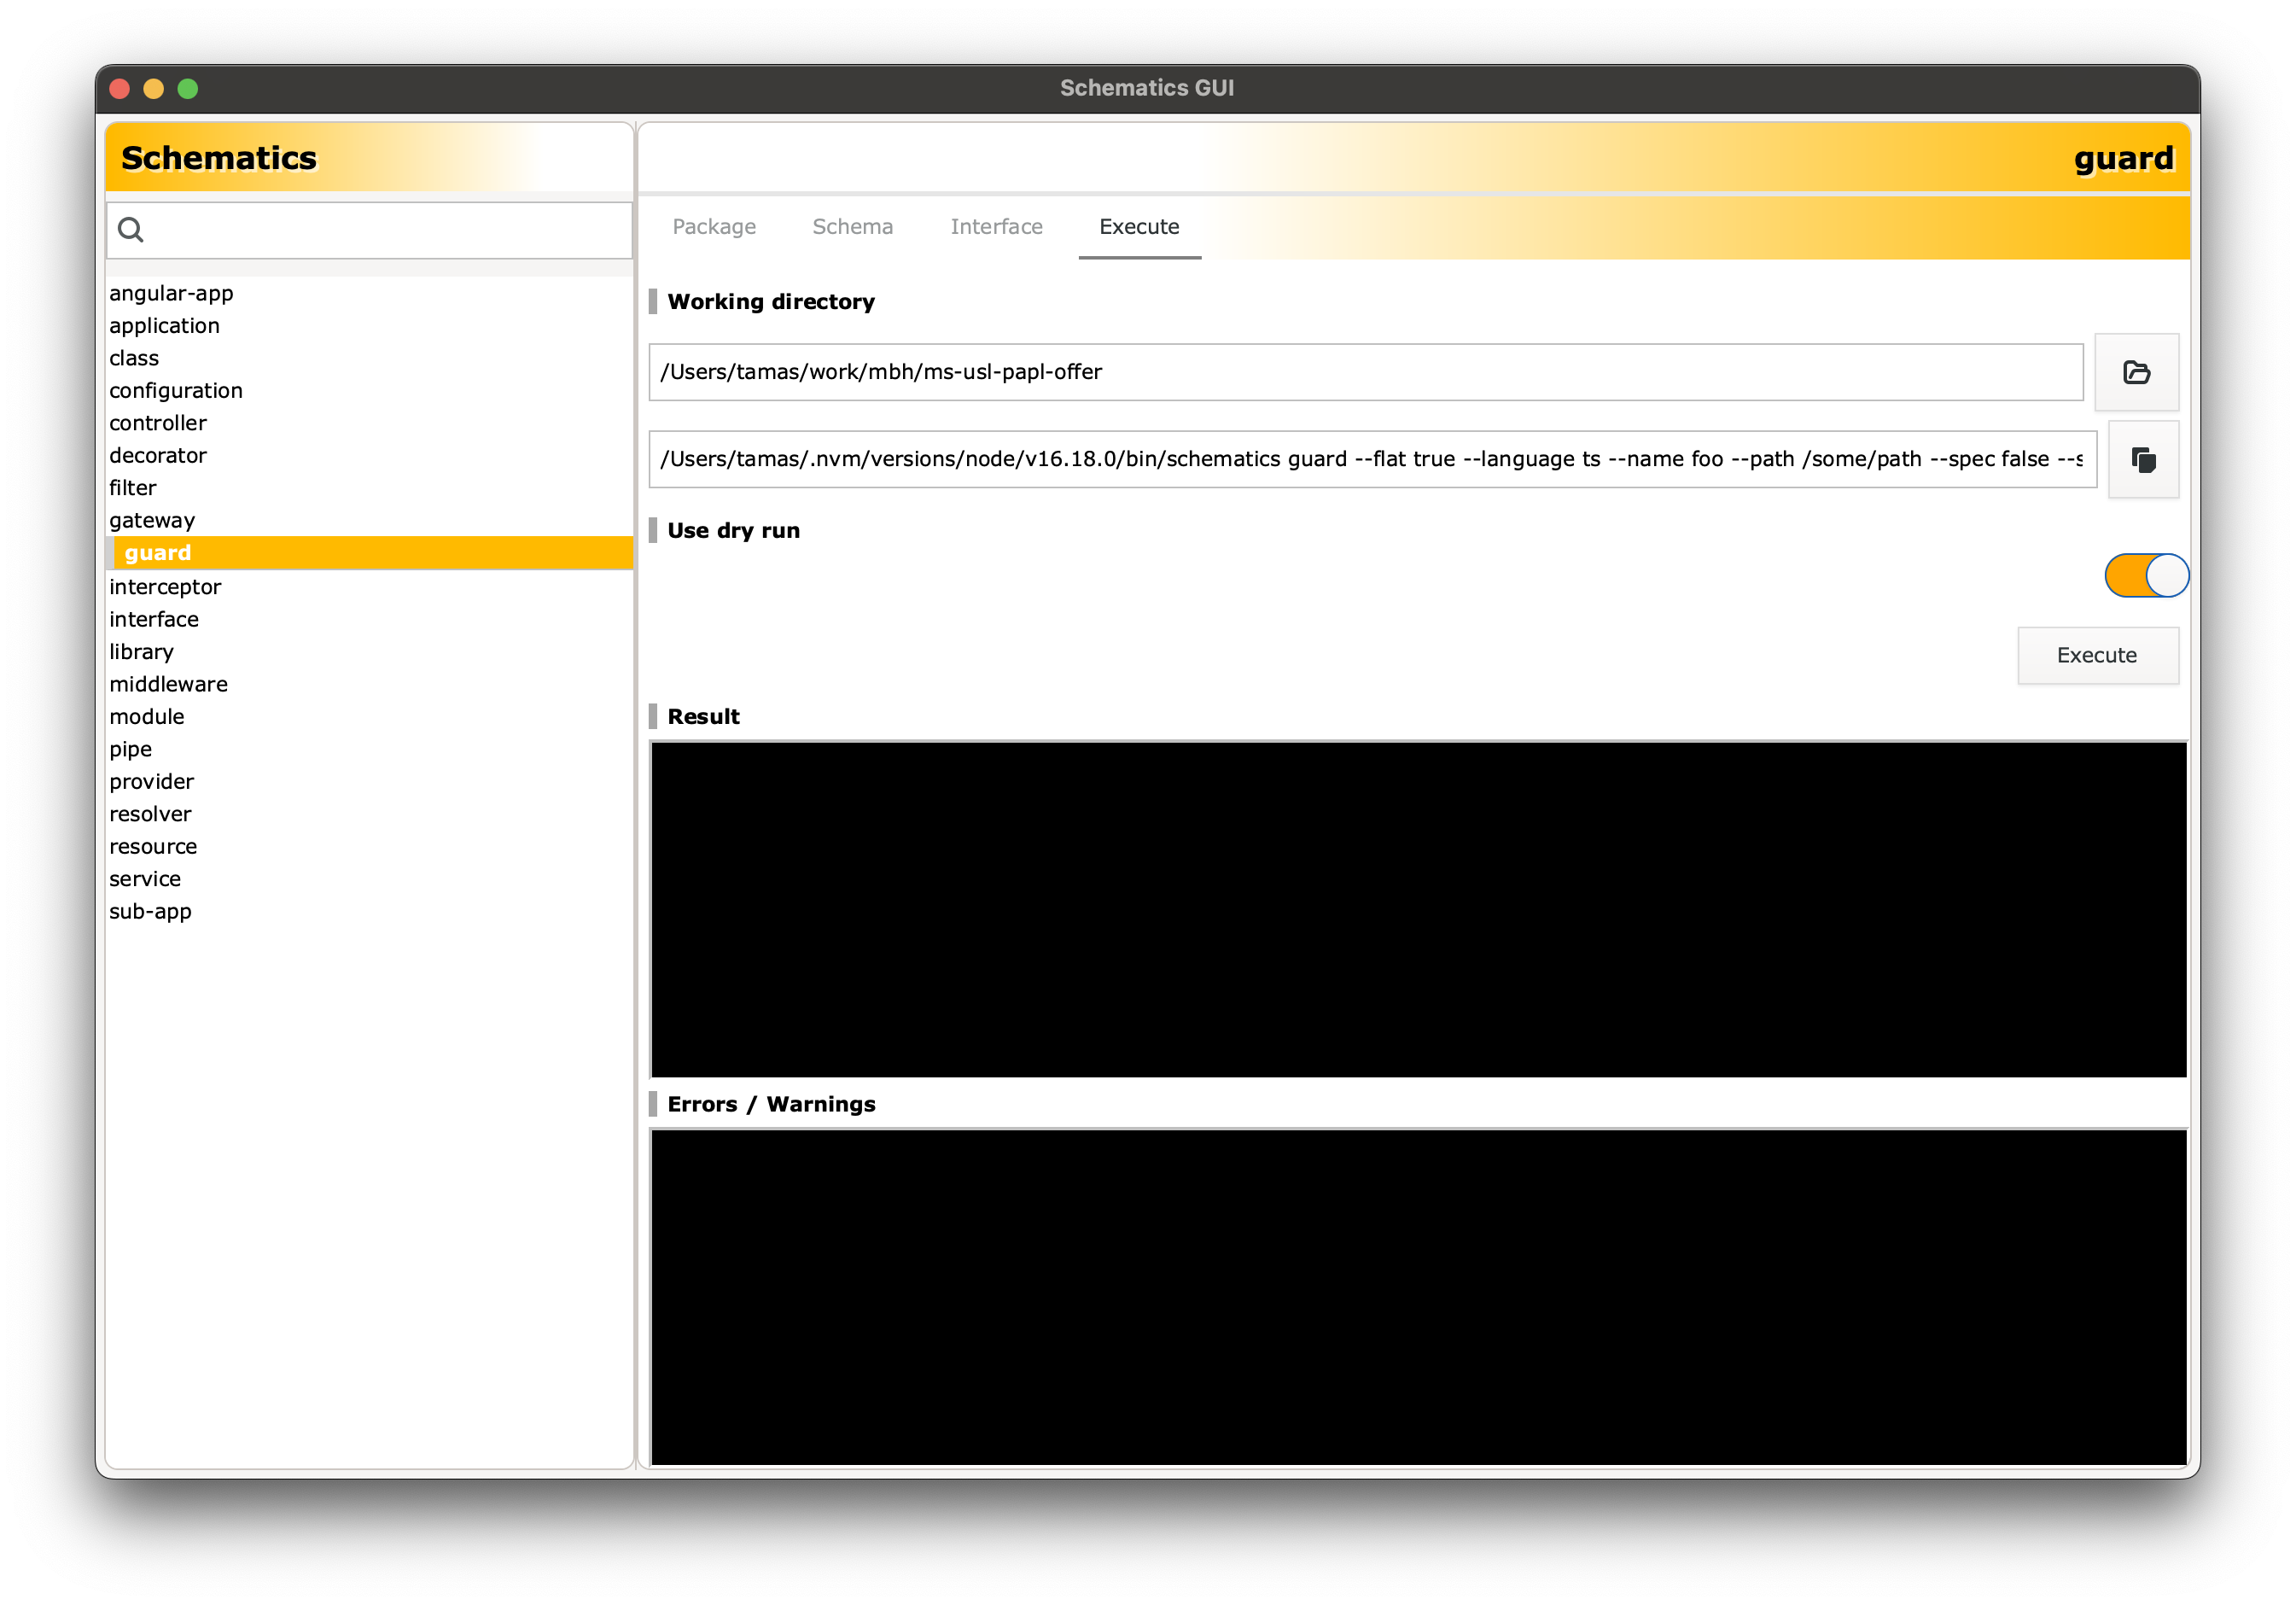 Schematics GUI
Schematics
guard
Package Schema Interface Execute
angular-app
application
class
configuration
controller
decorator
filter
gateway
guard
interceptor
interface
library
middleware
module
pipe
provider
resolver
resource
service
sub-app
Working directory
/Users/tamas/work/mbh/ms-usl-papl-offer
/Users/tamas/.nvm/versions/node/v16.18.0/bin/schematics guard --flat true --language ts --name foo --path /some/path --spec false --s
Use dry run
Execute
Result
Errors / Warnings